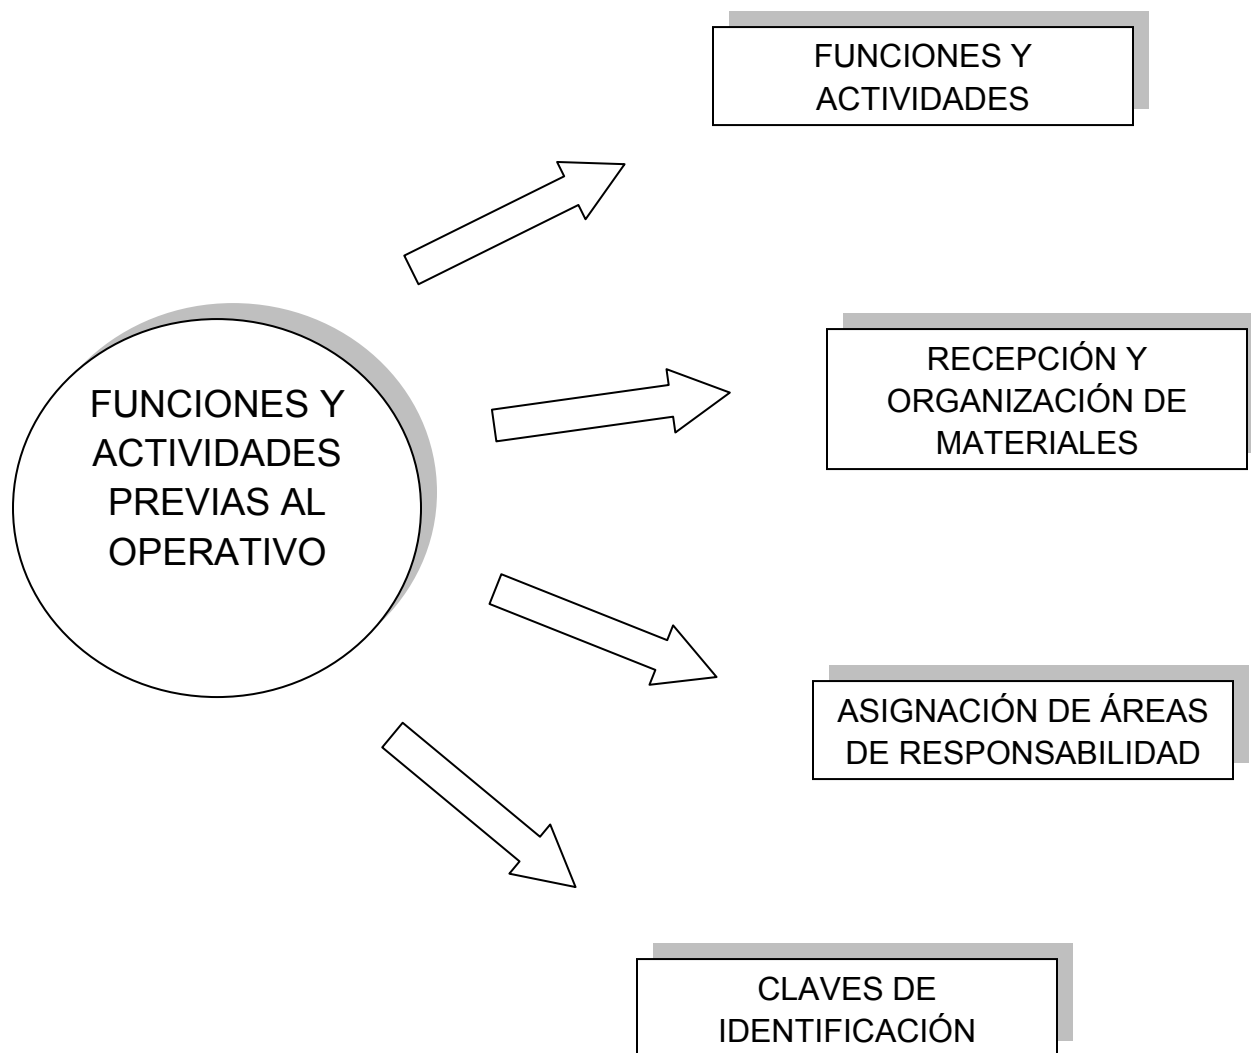 FUNCIONES Y
ACTIVIDADES
FUNCIONES Y
ACTIVIDADES
PREVIAS AL
OPERATIVO
RECEPCIÓN Y
ORGANIZACIÓN DE
MATERIALES
ASIGNACIÓN DE ÁREAS
DE RESPONSABILIDAD
CLAVES DE
IDENTIFICACIÓN